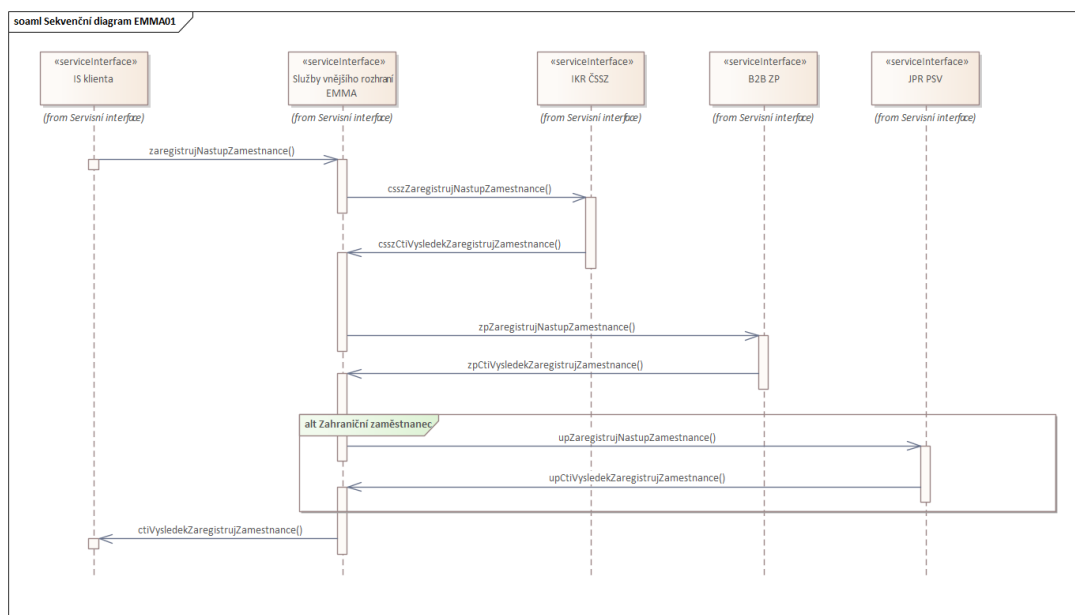 soaml Sekvenční diagram EMMA01
«serviceInterface»
IS klienta
(from Servisní interface)
«serviceInterface»
Služby vnějšího rozhraní
EMMA
(from Servisní interface)
«serviceInterface»
IKR ČSSZ
(from Servisní interface)
«serviceInterface»
B2B ZP
(from Servisní interface)
«serviceInterface»
JPR PSV
(from Servisní interface)
zaregistrujNastupZamestnance()
csszZaregistrujNastupZamestnance()
csszCtiVysledekZaregistrujZamestnance()
zpZaregistrujNastupZamestnance()
zpCtiVysledekZaregistrujZamestnance()
alt Zahraniční zaměstnanec
upZaregistrujNastupZamestnance()
upCtiVysledekZaregistrujZamestnance()
ctiVysledekZaregistrujZamestnance()